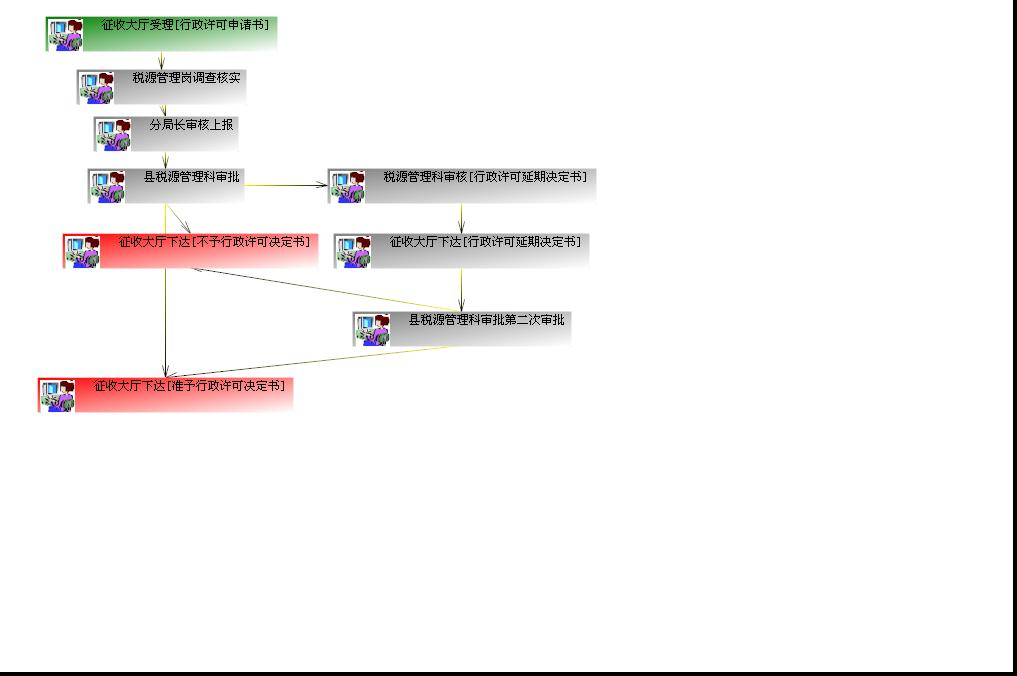 征收大厅受理[行政许可申请书]
税源管理岗调查核实
分局长审核上报
县税源管理科审批
税源管理科审核[行政许可延期决定书]
征收大厅下达[不予行政许可决定书]
征收大厅下达[行政许可延期决定书]
县税源管理科审批第二次审批
征收大厅下达[准予行政许可决定书]